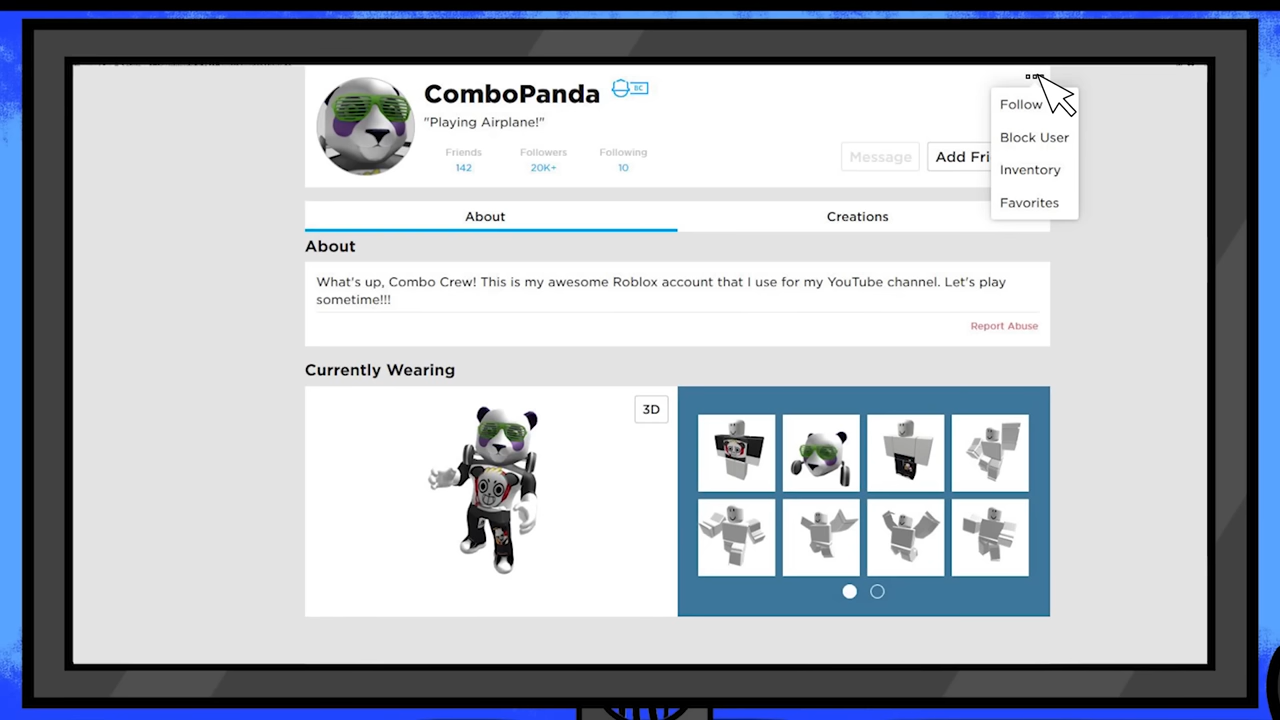 ComboPanda BC
"Playing Airplane!"
Friends Followers Following
142 20K+ 10
Message Add Fri
Follow
Block User
Inventory
Favorites
About Creations
About
What's up, Combo Crew! This is my awesome Roblox account that I use for my YouTube channel. Let's play
sometime!!!
Report Abuse
Currently Wearing
3D